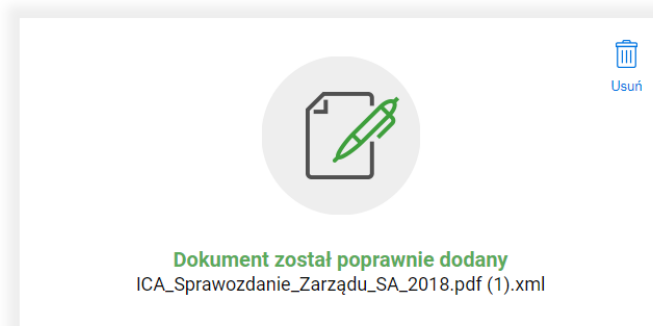 Usuń
Dokument został poprawnie dodany
ICA_Sprawozdanie_Zarządu_SA_2018.pdf (1).xml